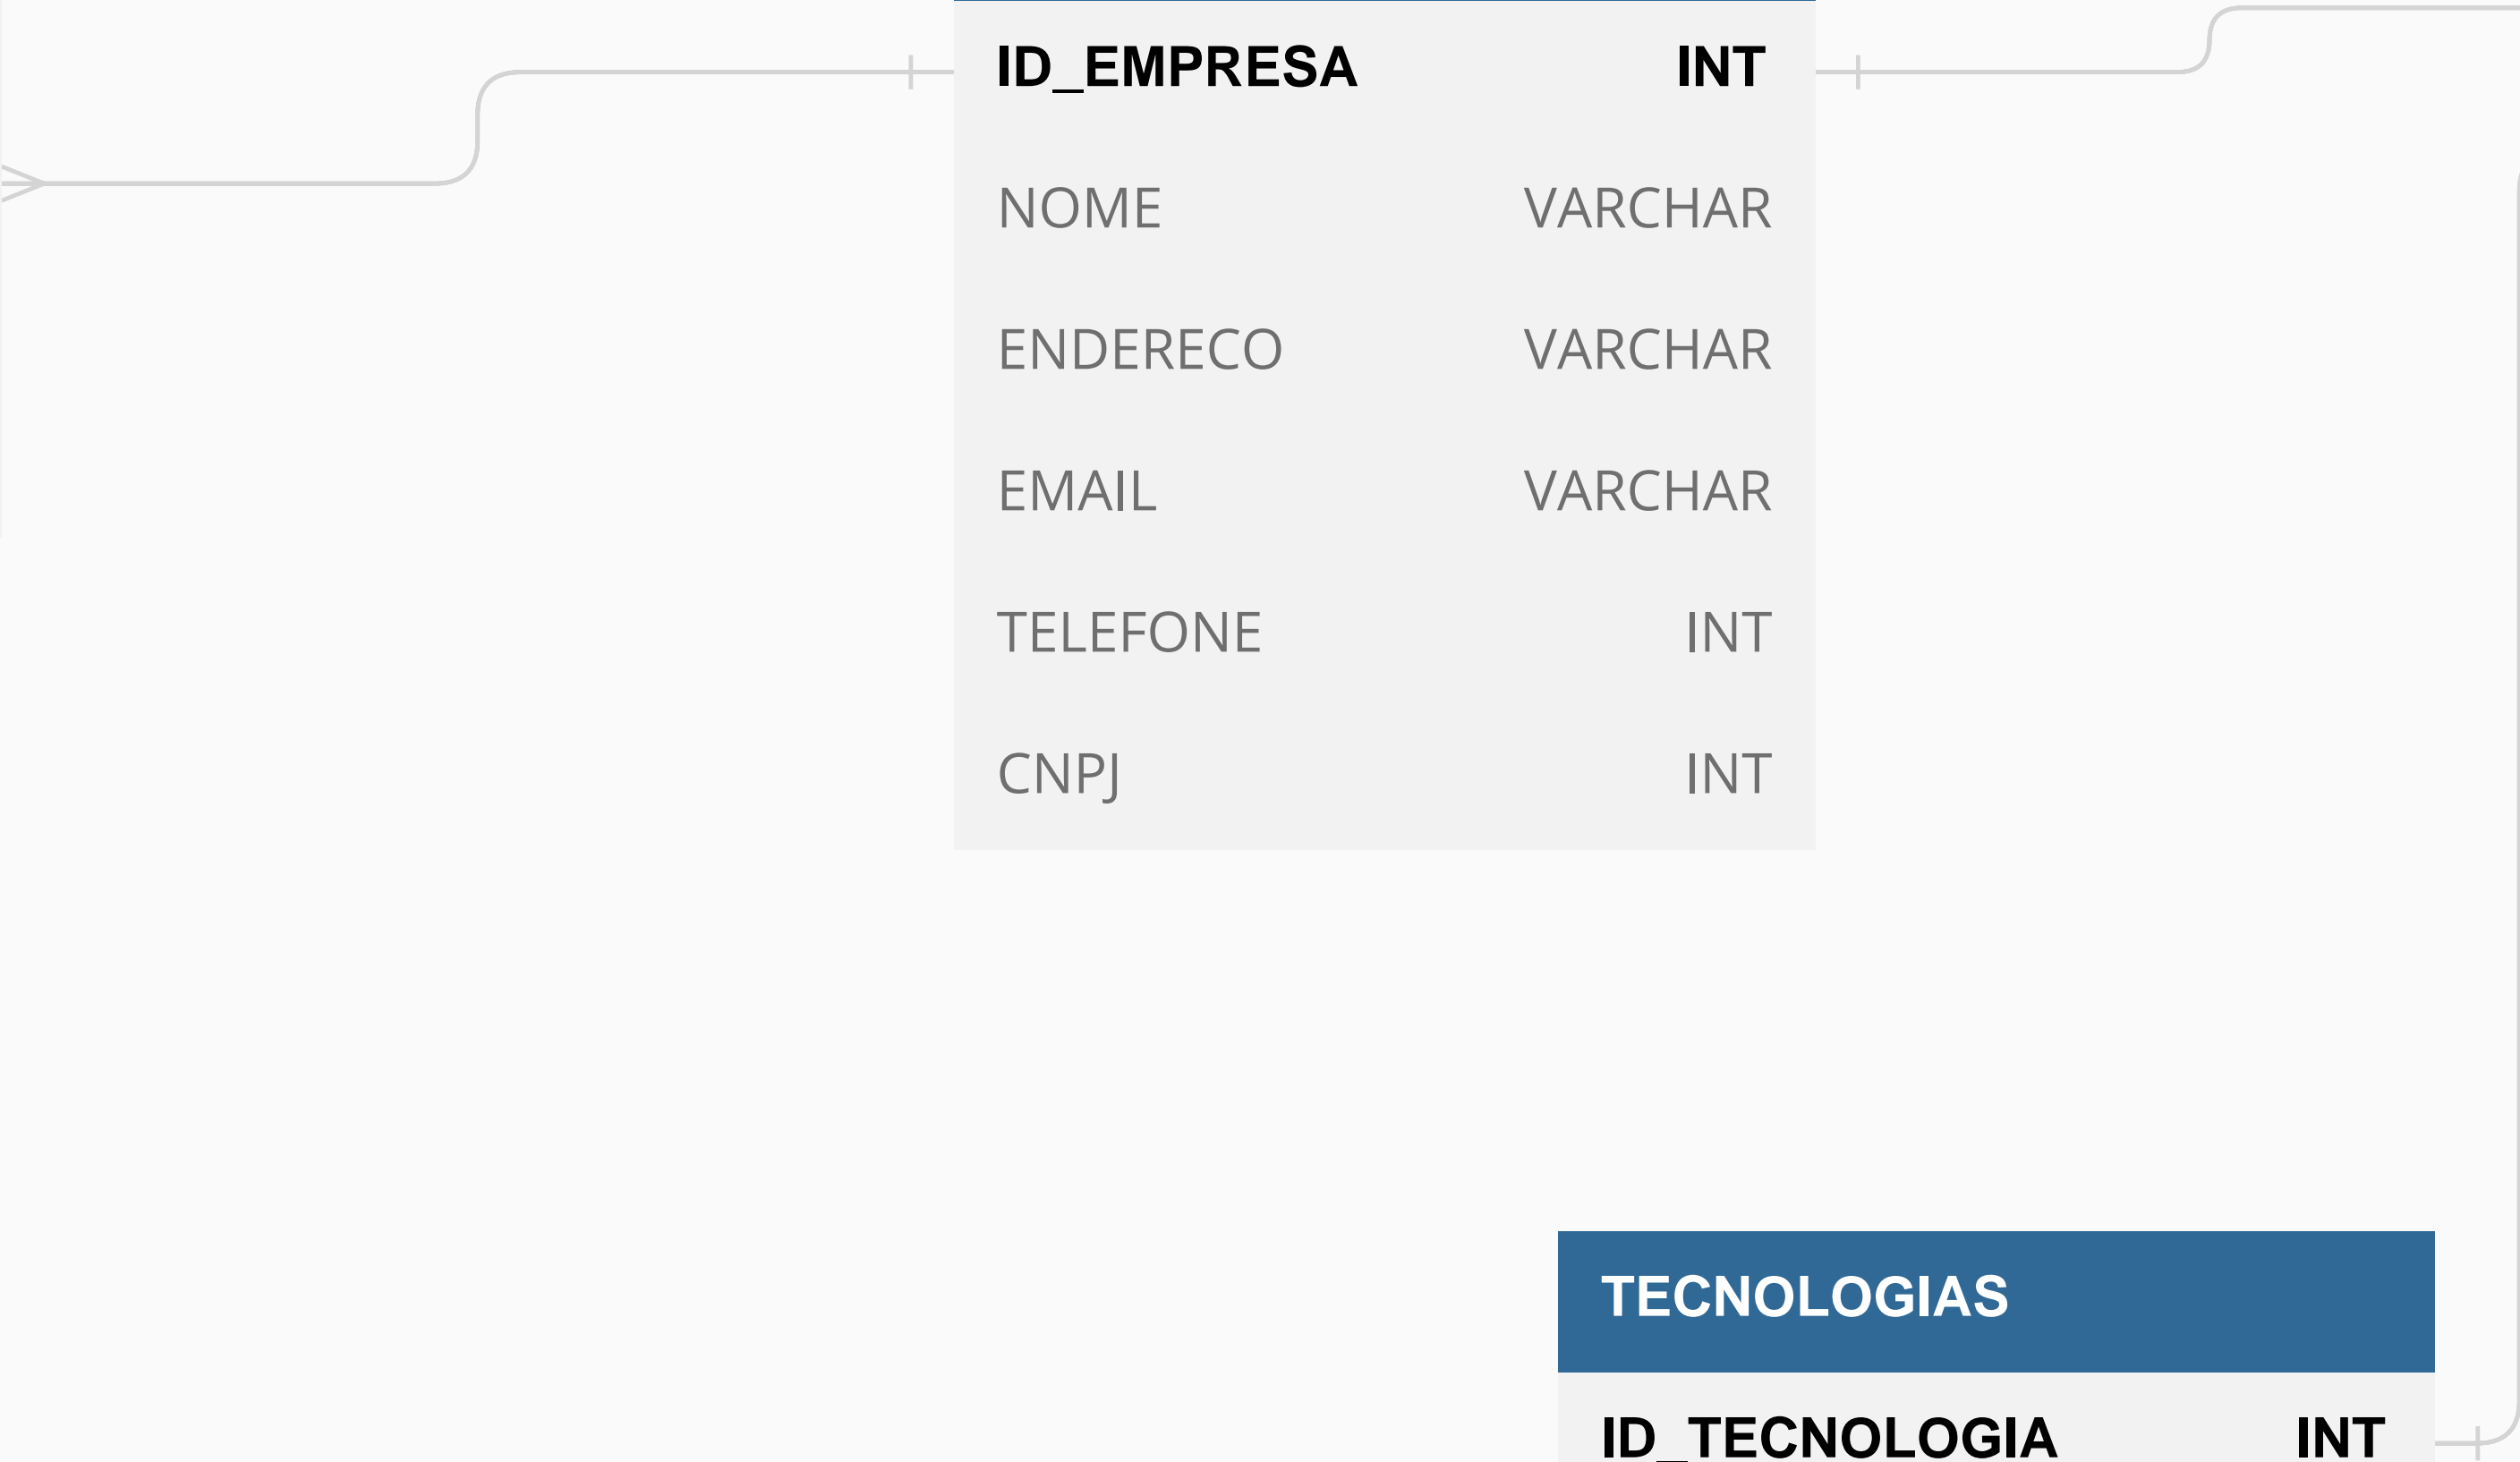 ID_EMPRESA INT
NOME VARCHAR
ENDERECO VARCHAR
EMAIL VARCHAR
TELEFONE INT
CNPJ INT
TECNOLOGIAS
ID_TECNOLOGIA INT